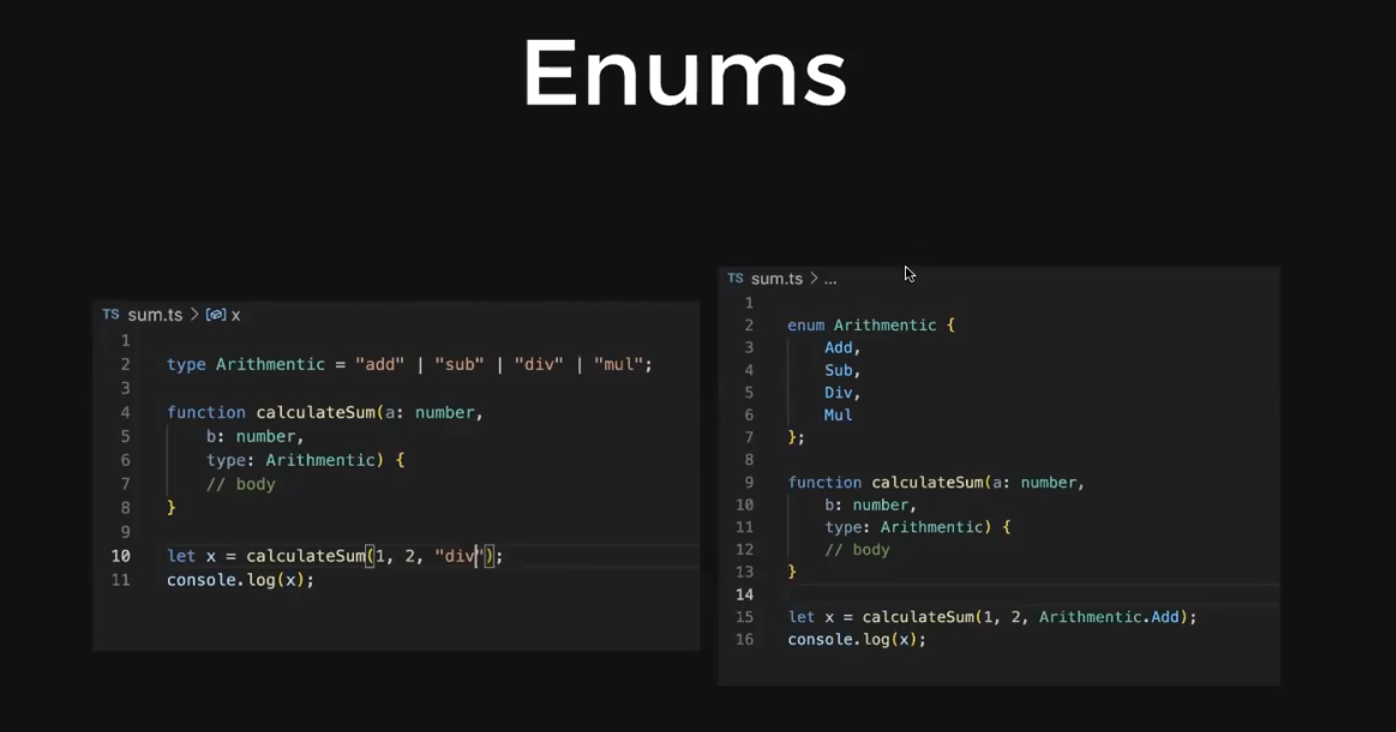 Enums
TS sum.ts > x
1
2 type Arithmentic = "add" | "sub" | "div" | "mul";
3
4 function calculateSum(a: number,
5 b: number,
6 type: Arithmentic) {
7 // body
8 }
9
10 let x = calculateSum(1, 2, "div");
11 console.log(x);
TS sum.ts > ...
1
2 enum Arithmentic {
3 Add,
4 Sub,
5 Div,
6 Mul
7 };
8
9 function calculateSum(a: number,
10 b: number,
11 type: Arithmentic) {
12 // body
13 }
14
15 let x = calculateSum(1, 2, Arithmentic.Add);
16 console.log(x);